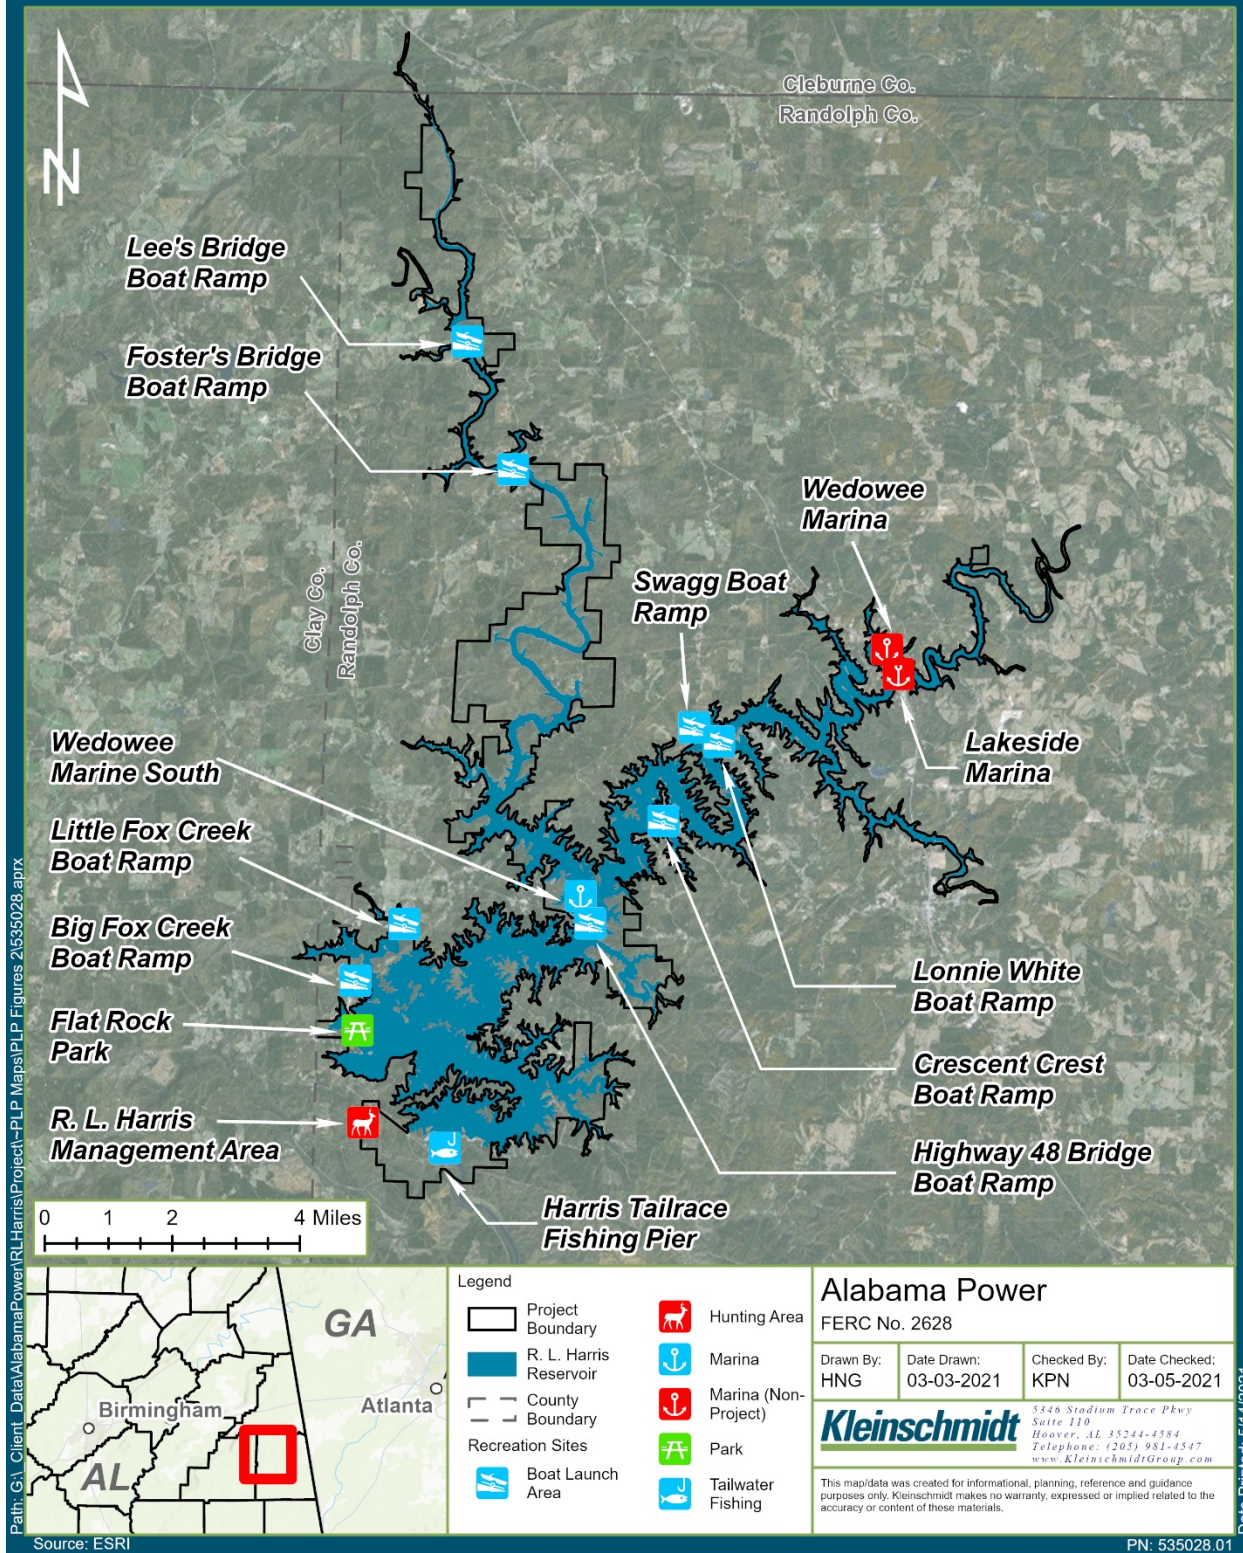 Cleburne Co.
Randolph Co.
N
Lee's Bridge
Boat Ramp
Foster's Bridge
Boat Ramp
Wedowee
Marina
Swagg Boat
Ramp
Clay Co.
Randolph Co.
Lakeside
Marina
Wedowee
Marine South
Little Fox Creek
Boat Ramp
Big Fox Creek
Boat Ramp
Flat Rock
Park
Lonnie White
Boat Ramp
Crescent Crest
Boat Ramp
R. L. Harris
Management Area
Highway 48 Bridge
Boat Ramp
Harris Tailrace
Fishing Pier
0 1 2 4 Miles
GA
Atlanta
Birmingham
AL
Legend
Project
Boundary
R. L. Harris
Reservoir
County
Boundary
Recreation Sites
Boat Launch
Area
Hunting Area
Marina
Marina (Non-
Project)
Park
Tailwater
Fishing
Alabama Power
FERC No. 2628
Drawn By:
HNG
Date Drawn:
03-03-2021
Checked By:
KPN
Date Checked:
03-05-2021
Kleinschmidt
5346 Stadium Trace Pkwy
Suite 110
Hoover, AL 35244-4584
Telephone: (205) 981-4547
www.KleinschmidtGroup.com
This map/data was created for informational, planning, reference and guidance
purposes only. Kleinschmidt makes no warranty, expressed or implied related to the
accuracy or content of these materials.
Path: G:\_Client_Data\AlabamaPower\RLHarris\Project\~PLP Maps\PLP Figures 2\535028.aprx
Source: ESRI
PN: 535028.01